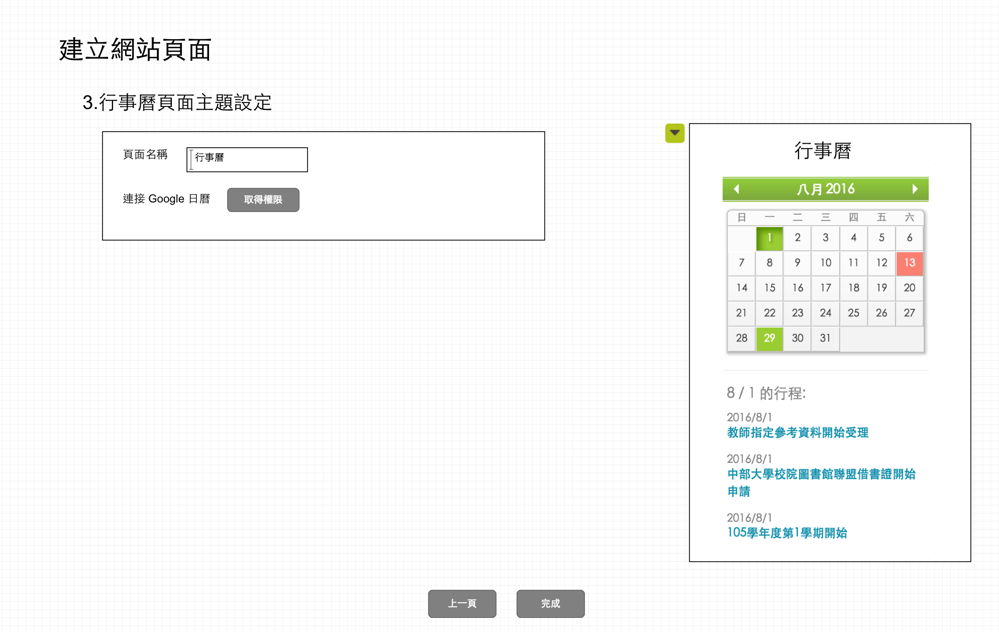 建立網站頁面
3.行事曆頁面主題設定
頁面名稱
行事曆
連接 Google 日曆
取得權限
行事曆
八月 2016
日 一 二 三 四 五 六
1 2 3 4 5 6
7 8 9 10 11 12 13
14 15 16 17 18 19 20
21 22 23 24 25 26 27
28 29 30 31
8 / 1 的行程:
2016/8/1
教師指定參考資料開始受理
2016/8/1
中部大學校院圖書館聯盟借書證開始
申請
2016/8/1
105學年度第1學期開始
上一頁
完成